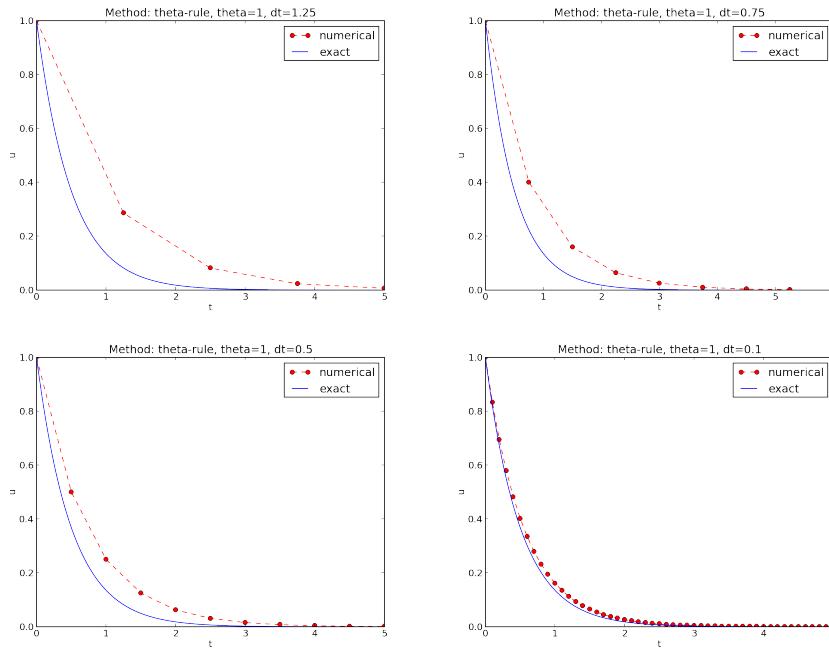 Method: theta-rule, theta=1, dt=1.25
numerical
exact
1.0
0.8
0.6
0.4
0.2
0.0
u
0 1 2 3 4 5
t
Method: theta-rule, theta=1, dt=0.75
numerical
exact
1.0
0.8
0.6
0.4
0.2
0.0
u
0 1 2 3 4 5
t
Method: theta-rule, theta=1, dt=0.5
numerical
exact
1.0
0.8
0.6
0.4
0.2
0.0
u
0 1 2 3 4 5
t
Method: theta-rule, theta=1, dt=0.1
numerical
exact
1.0
0.8
0.6
0.4
0.2
0.0
u
0 1 2 3 4
t